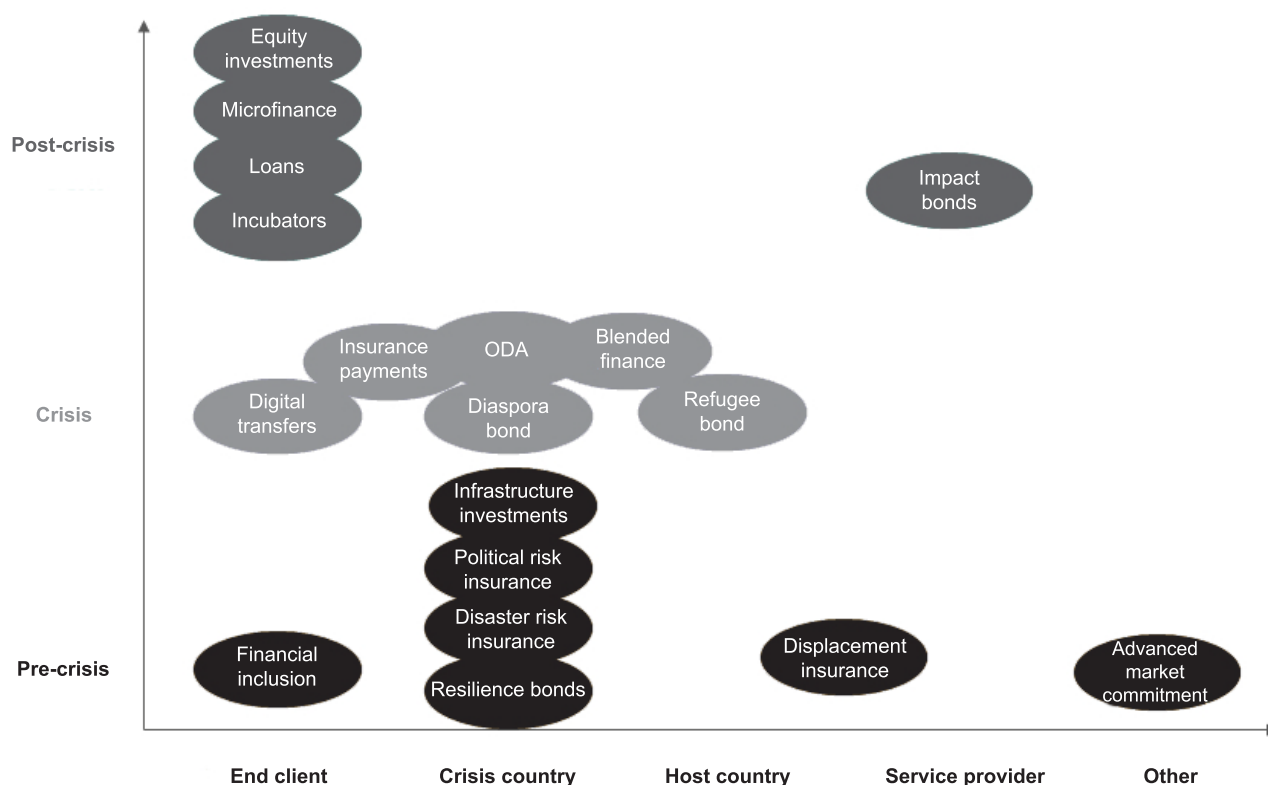 Equity
investments
Microfinance
Post-crisis
Loans
Impact
bonds
Incubators
Insurance
payments
ODA
Blended
finance
Digital
transfers
Crisis
Diaspora
bond
Refugee
bond
Infrastructure
investments
Political risk
insurance
Disaster risk
insurance
Pre-crisis
Financial
inclusion
Resilience bonds
Displacement
insurance
Advanced
market
commitment
End client
Crisis country
Host country
Service provider
Other